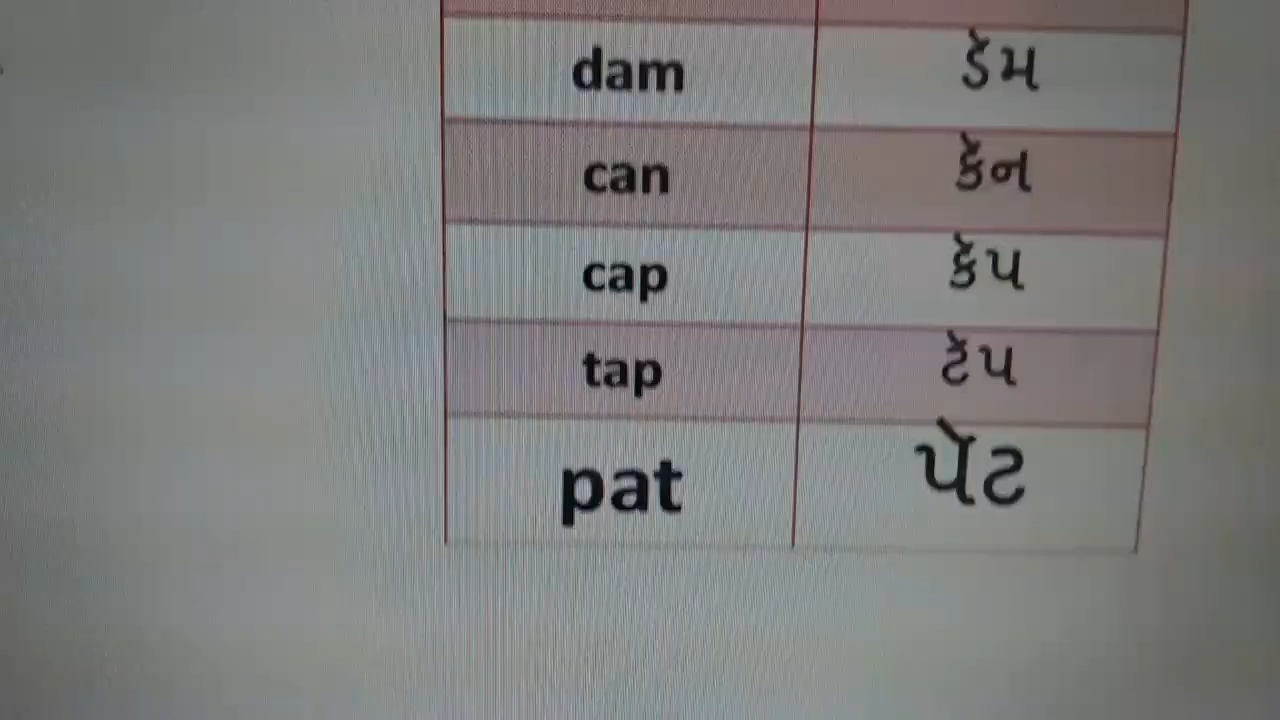 dam ડેમ
can કેન
cap કેપ
tap ટેપ
pat પેટ